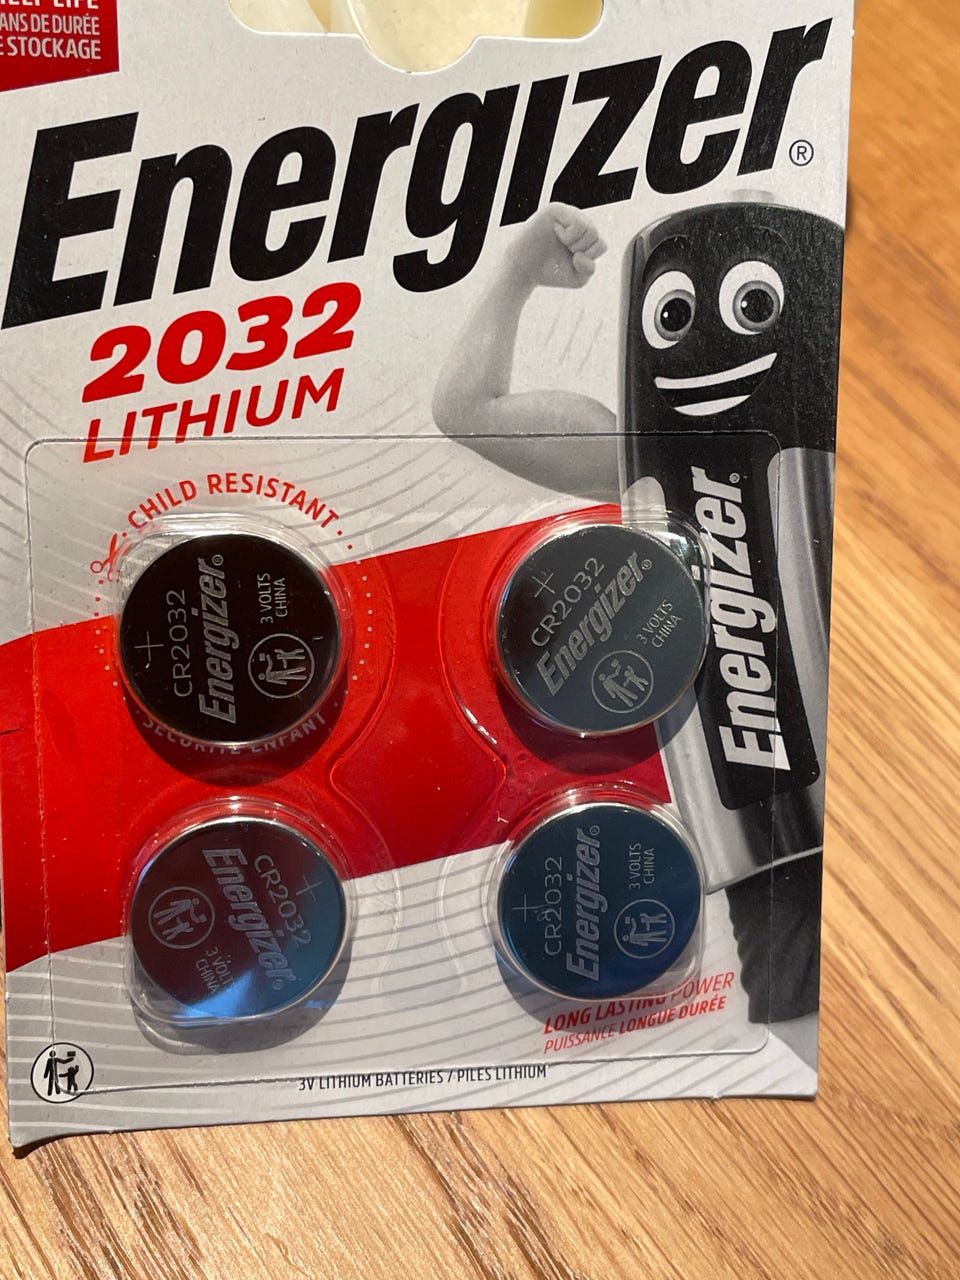 LIFE
ANS DE DURÉE
E STOCKAGE
Energizer®
2032
LITHIUM
CHILD RESISTANT
Energizer®
+
CR2032
Energizer®
3 VOLTS
CHINA
+
CR2032
Energizer®
3 VOLTS
CHINA
SÉCURITÉ ENFANT
+
CR2032
Energizer®
3 VOLTS
CHINA
+
CR2032
Energizer®
3 VOLTS
CHINA
LONG LASTING POWER
PUISSANCE LONGUE DURÉE
3V LITHIUM BATTERIES / PILES LITHIUM